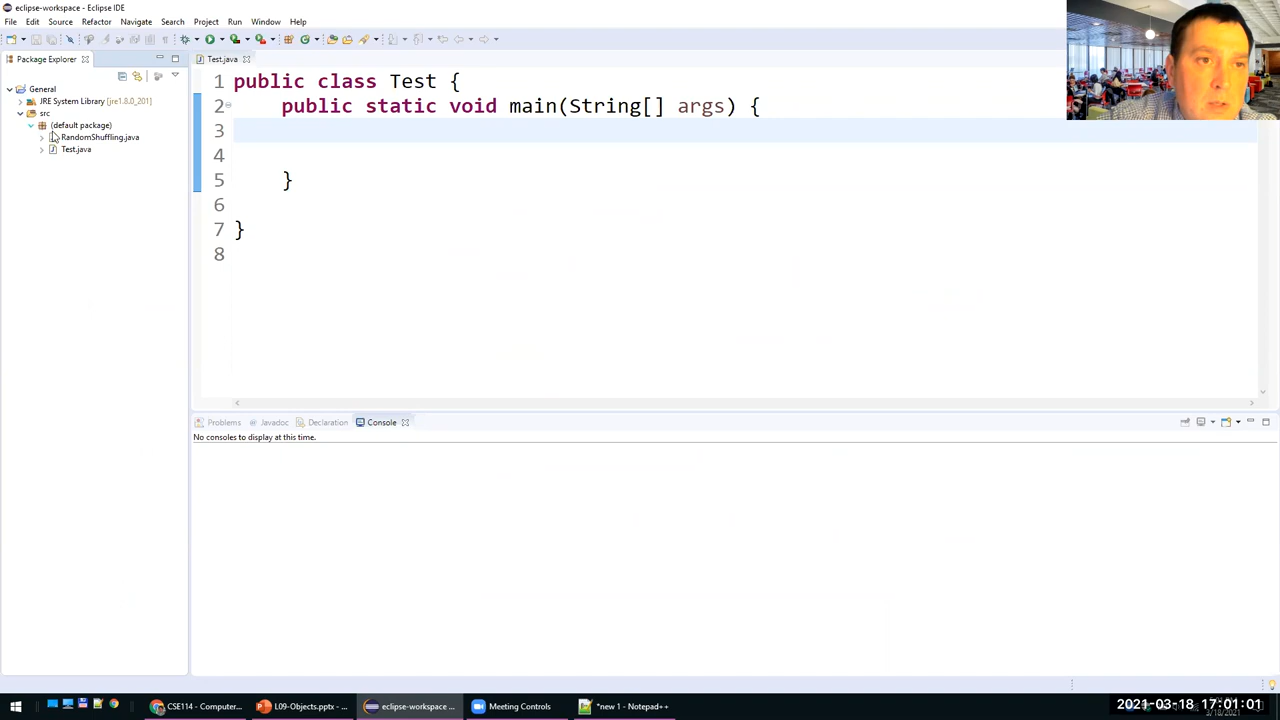 eclipse-workspace - Eclipse IDE
File Edit Source Refactor Navigate Search Project Run Window Help
Package Explorer
Test.java
General
JRE System Library [jre1.8.0_201]
src
(default package)
RandomShuffling.java
Test.java
1 public class Test {
2 public static void main(String[] args) {
3
4
5 }
6
7 }
8
Problems Javadoc Declaration Console
No consoles to display at this time.
CSE114 - Computer...
L09-Objects.pptx - ...
eclipse-workspace ...
Meeting Controls
*new 1 - Notepad++
2021-03-18 17:01:01
3/18/2021